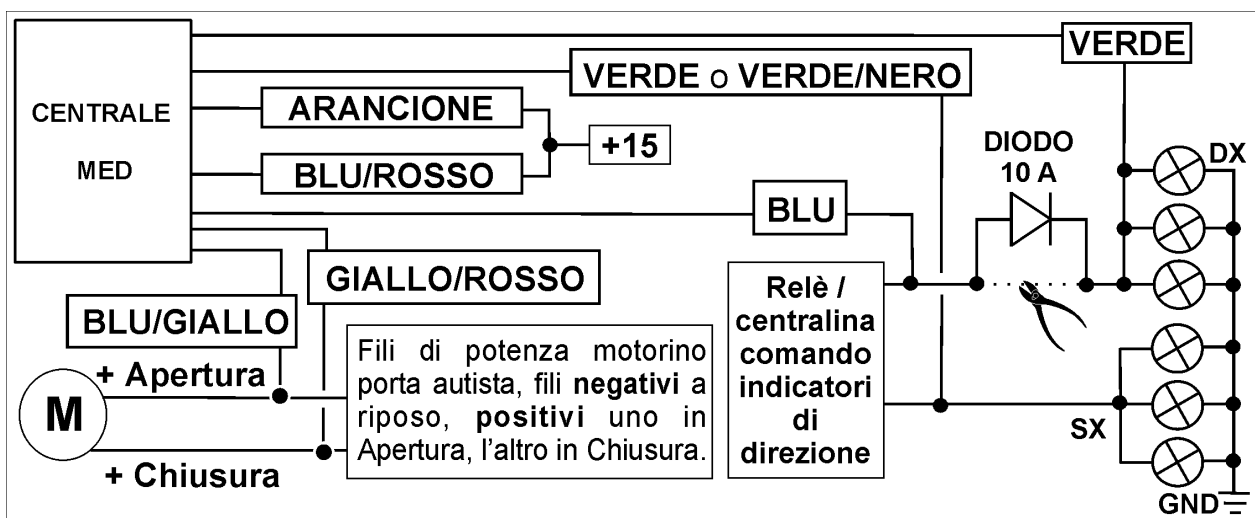 VERDE
VERDE o VERDE/NERO
CENTRALE
MED
ARANCIONE
+15
BLU/ROSSO
DIODO
10 A
DX
BLU
GIALLO/ROSSO
BLU/GIALLO
+ Apertura
M
+ Chiusura
Fili di potenza motorino
porta autista, fili negativi a
riposo, positivi uno in
Apertura, l'altro in Chiusura.
Relè /
centralina
comando
indicatori
di
direzione
SX
GND